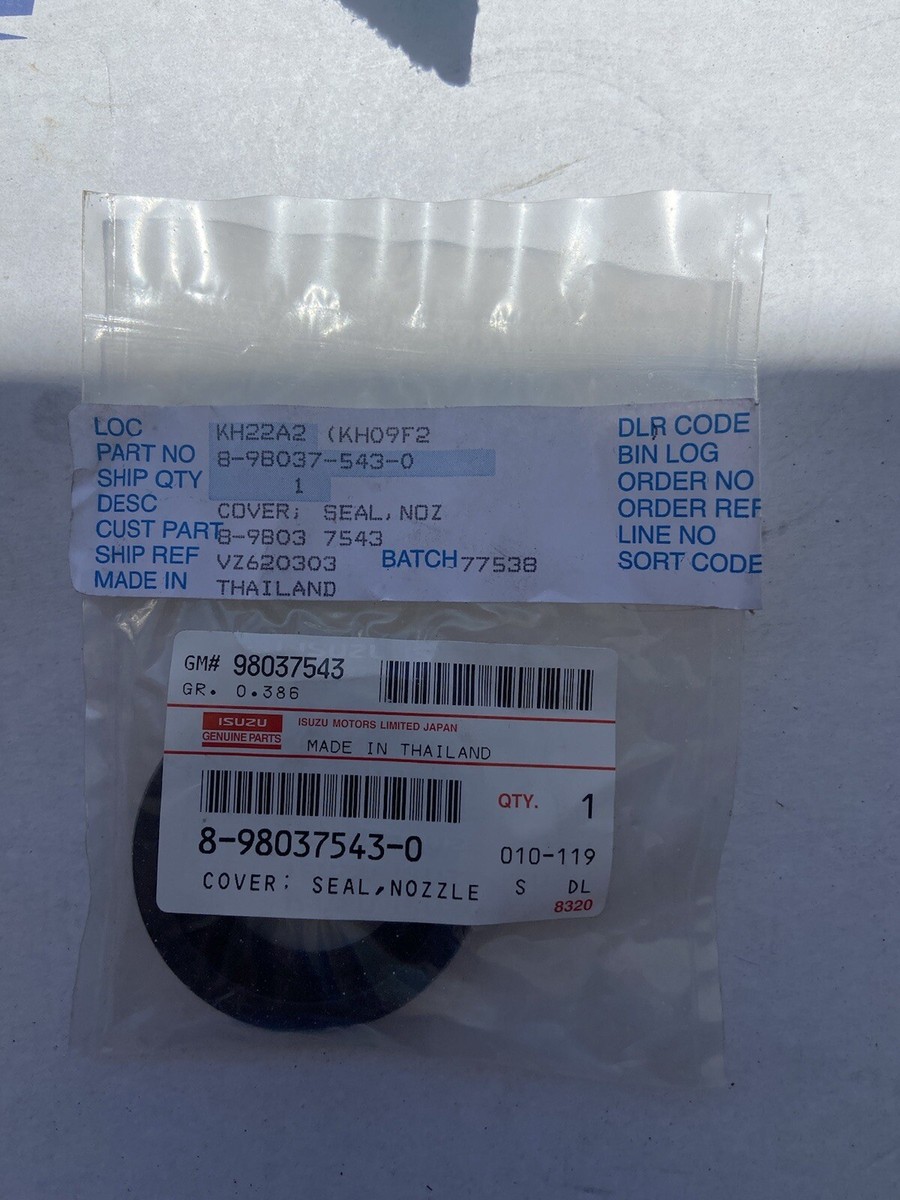 LOC KH22A2 (KH09F2 DLR CODE
PART NO 8-98037-543-0 BIN LOG
SHIP QTY 1 ORDER NO
DESC COVER; SEAL,NOZ ORDER REF
CUST PART 8-9803 7543 LINE NO
SHIP REF VZ620303 BATCH 77538 SORT CODE
MADE IN THAILAND
ISUZU
GM# 98037543
GR. 0.386
ISUZU GENUINE PARTS ISUZU MOTORS LIMITED JAPAN
MADE IN THAILAND
QTY. 1
8-98037543-0 010-119
COVER; SEAL,NOZZLE S DL
8320